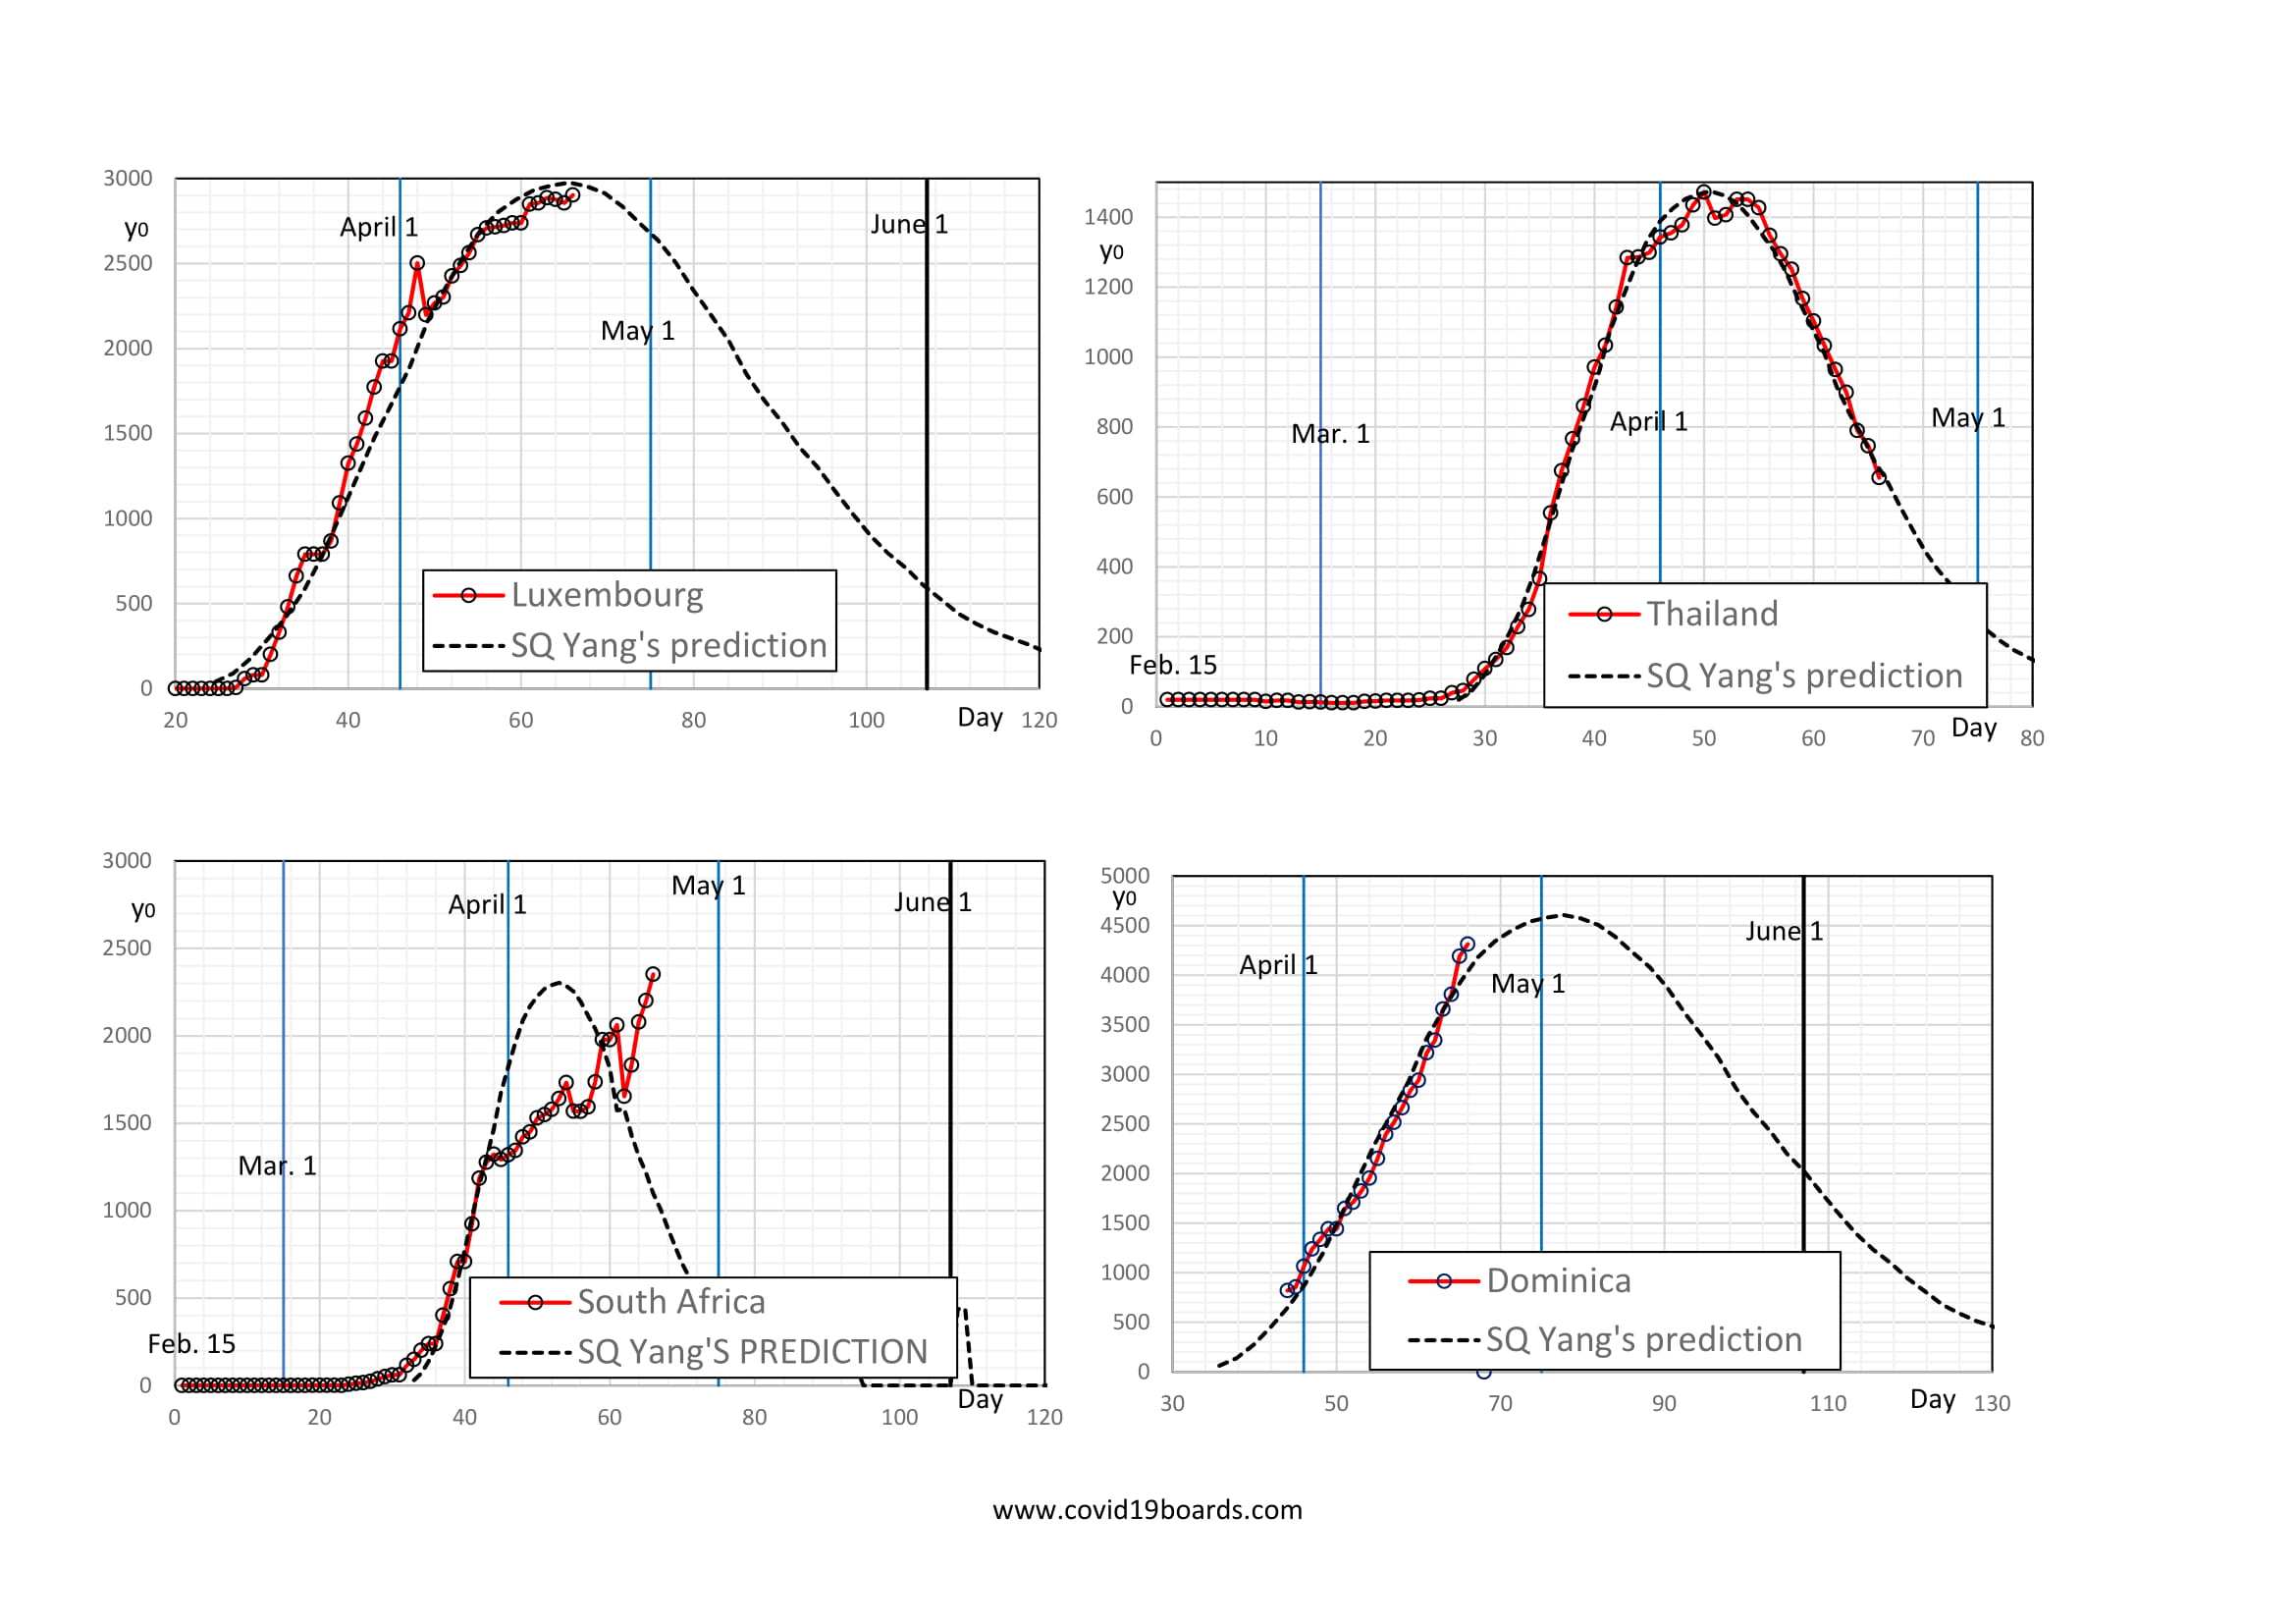 3000
y0
2500
2000
1500
1000
500
0
April 1
May 1
June 1
Luxembourg
SQ Yang's prediction
20 40 60 80 100 Day 120
1400
y0
1200
1000
800
600
400
200
0
Feb. 15
Mar. 1
April 1
May 1
Thailand
SQ Yang's prediction
0 10 20 30 40 50 60 70 Day 80
3000
y0
2500
2000
1500
1000
500
0
Feb. 15
Mar. 1
April 1
May 1
June 1
South Africa
SQ Yang'S PREDICTION
0 20 40 60 80 100 Day 120
5000
y0
4500
4000
3500
3000
2500
2000
1500
1000
500
0
April 1
May 1
June 1
Dominica
SQ Yang's prediction
30 50 70 90 110 Day 130
www.covid19boards.com